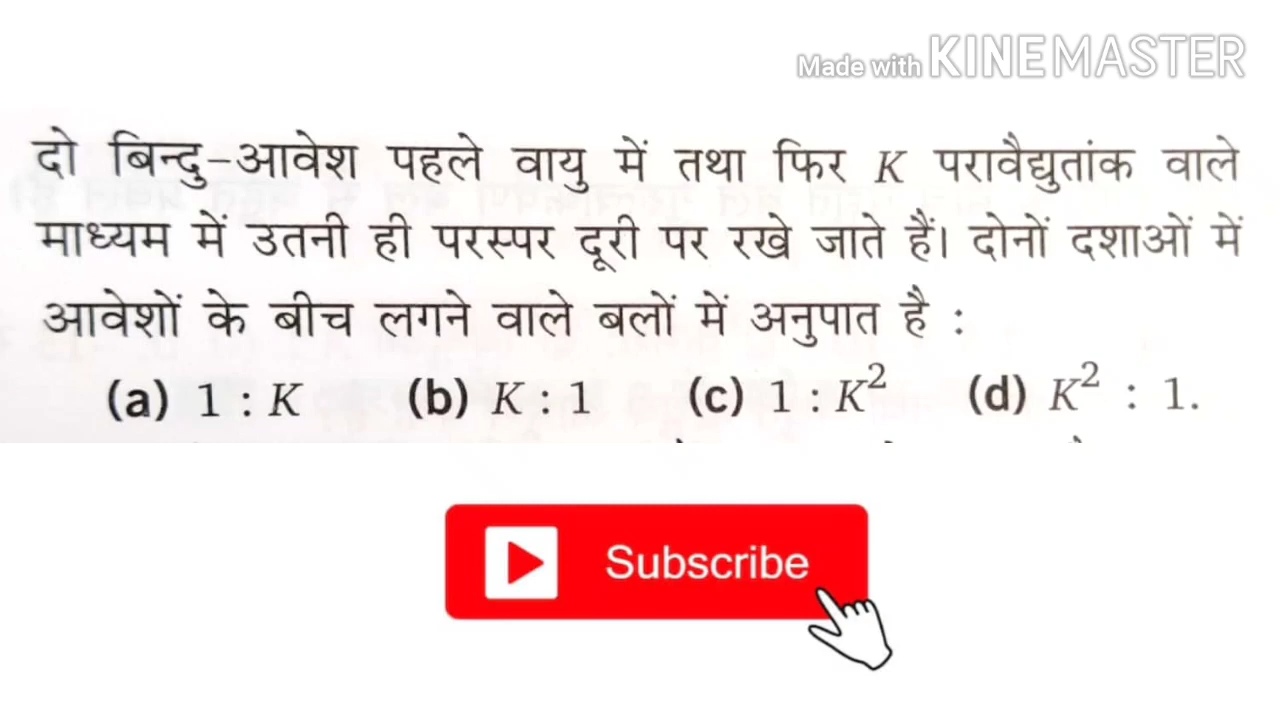 Made with KINEMASTER
दो बिन्दु-आवेश पहले वायु में तथा फिर K परावैद्युतांक वाले
माध्यम में उतनी ही परस्पर दूरी पर रखे जाते हैं। दोनों दशाओं में
आवेशों के बीच लगने वाले बलों में अनुपात है :
(a) 1 : K (b) K : 1 (c) 1 : K² (d) K² : 1.
Subscribe